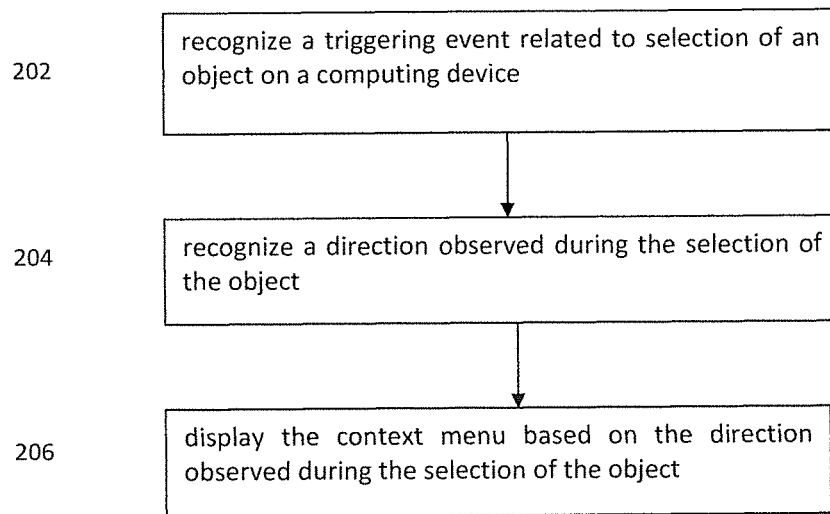 recognize a triggering event related to selection of an
202
object on a computing device
recognize a direction observed during the selection of
204
the object
display the context menu based on the direction
206
observed during the selection of the object